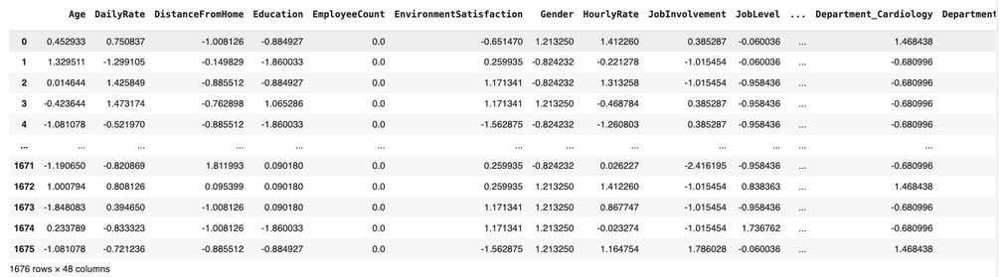 Age DailyRate DistanceFromHome Education EmployeeCount EnvironmentSatisfaction Gender HourlyRate JobInvolvement JobLevel ... Department_Cardiology Department
0 0.452933 0.750837 -1.008126 -0.884927 0.0 -0.651470 1.213250 1.412260 0.385287 -0.060036 ... 1.468438
1 1.329511 -1.299105 -0.149829 -1.860033 0.0 0.259935 -0.824232 -0.221278 -1.015454 -0.060036 ... -0.680996
2 0.014644 1.425849 -0.885512 -0.884927 0.0 1.171341 -0.824232 1.313258 -1.015454 -0.958436 ... -0.680996
3 -0.423644 1.473174 -0.762898 1.065286 0.0 1.171341 1.213250 -0.468784 0.385287 -0.958436 ... -0.680996
4 -1.081078 -0.521970 -0.885512 -1.860033 0.0 -1.562875 -0.824232 -1.260803 0.385287 -0.958436 ... -0.680996
... ... ... ... ... ... ... ... ... ... ... ... ...
1671 -1.190650 -0.820869 1.811993 0.090180 0.0 0.259935 -0.824232 0.026227 -2.416195 -0.958436 ... -0.680996
1672 1.000794 0.808126 0.095399 0.090180 0.0 0.259935 1.213250 1.412260 -1.015454 0.838363 ... 1.468438
1673 -1.848083 0.394650 -1.008126 0.090180 0.0 1.171341 1.213250 0.867747 -1.015454 -0.958436 ... -0.680996
1674 0.233789 -0.833323 -1.008126 -1.860033 0.0 1.171341 1.213250 -0.023274 -1.015454 1.736762 ... -0.680996
1675 -1.081078 -0.721236 -0.885512 -0.884927 0.0 -1.562875 1.213250 1.164754 1.786028 -0.060036 ... 1.468438
1676 rows × 48 columns